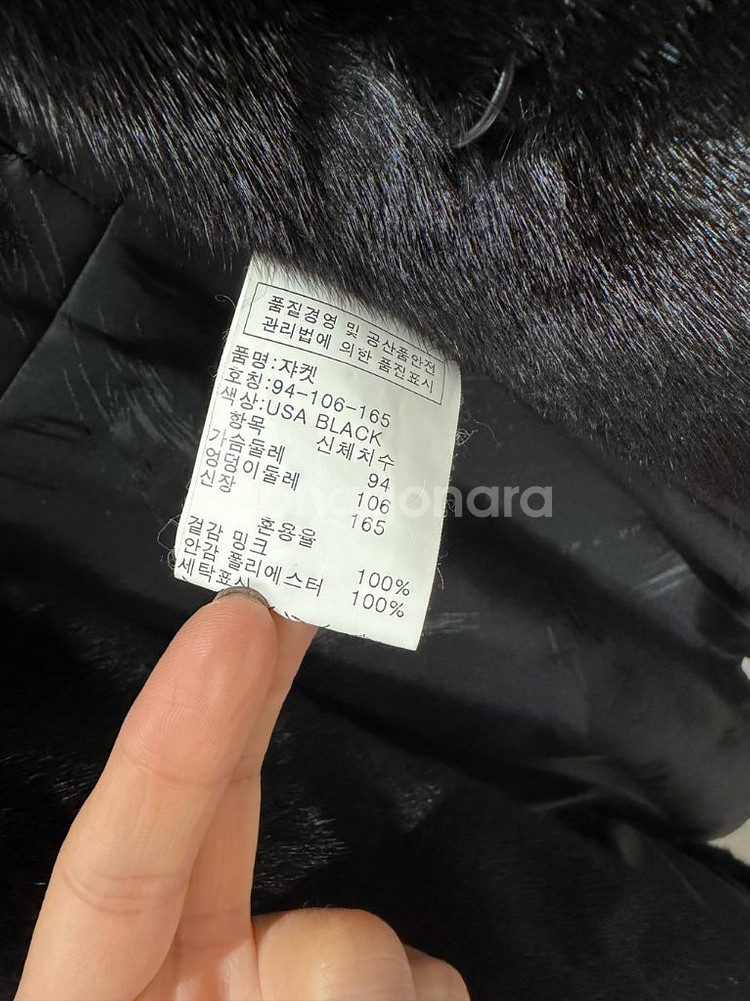 품질경영 및 공산품안전
관리법에 의한 품진표시
품명:쟈켓
호칭:94-106-165
색상:USA BLACK
항목 신체치수
가슴둘레 94
엉덩이둘레 106
신장 165
혼용율
겉감 밍크 100%
안감 폴리에스터 100%
세탁표시